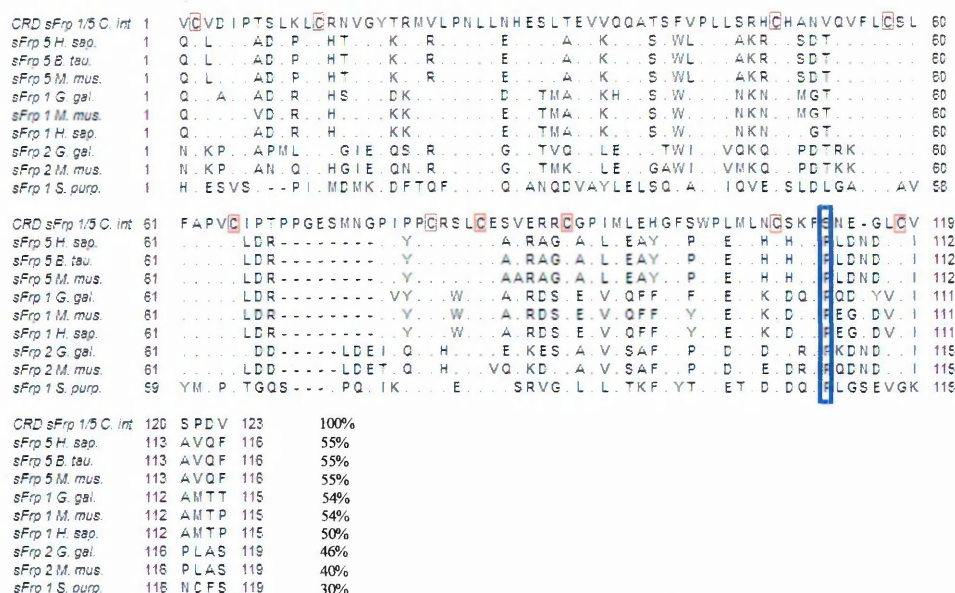 CRD sFrp 1/5 C. int 1 VCVDIPTSLKLCRNVGYTRMVLPNLLNHESLTEVVQQATSFVPLLSRHCHANVQVFLCSL 60
sFrp 5 H. sap. 1 Q.L...AD.P..HT...K..R.....E....A..K...S.WL...AKR..SDT....... 60
sFrp 5 B. tau. 1 Q.L...AD.P..HT...K..R.....E....A..K...S.WL...AKR..SDT....... 60
sFrp 5 M. mus. 1 Q.L...AD.P..HT...K..R.....E....A..K...S.WL...AKR..SDT....... 60
sFrp 1 G. gal. 1 Q..A..AD.R..HS...DK.......D..TMA..KH..S.W....NKN..MGT....... 60
sFrp 1 M. mus. 1 Q.....VD.R..H....KK.......E..TMA..K...S.W....NKN..MGT....... 60
sFrp 1 H. sap. 1 Q.....AD.R..H....KK.......E..TMA..K...S.W....NKN...GT....... 60
sFrp 2 G. gal. 1 N.KP..APML...GIEQS.R......G..TVQ..LE...TWI...VQKQ.PDTRKK.... 60
sFrp 2 M. mus. 1 N.KP..AN.Q..HGIEQN.R......G..TMK..LE..GAWI...VMKQ.PDTKK..... 60
sFrp 1 S. purp. 1 H.ESVS.--PI.MDMK.DFTQF...Q.ANQDVAYLELSQ.A..IQVE.SLDLGA...AV 58
CRD sFrp 1/5 C. int 61 FAPVCIPTPPGESMNGPIPPCRSLCESVERRCGPIMLEHGFSWPLMLNCSKFSNE-GLCV 119
sFrp 5 H. sap. 61 .....LDR--------..Y.......A.RAG.A.L.EAY..P..E..H.H..PLDND..I 112
sFrp 5 B. tau. 61 .....LDR--------..Y.......A.RAG.A.L.EAY..P..E..H.H..PLDND..I 112
sFrp 5 M. mus. 61 .....LDR--------..Y.......AARAG.A.L.EAY..P..E..H.H..PLDND..I 112
sFrp 1 G. gal. 61 .....LDR--------.VY...W...A.RDS.E.V.QFF..F..E..K.DQ.PQD.YV.I 111
sFrp 1 M. mus. 61 .....LDR--------..Y...W...A.RDS.E.V.QFF..Y..E..K.D..PEG.DV.I 111
sFrp 1 H. sap. 61 .....LDR--------..Y...W...A.RDS.E.V.QFF..Y..E..K.D..PEG.DV.I 111
sFrp 2 G. gal. 61 .....DD-----LDEI.Q.H......E.KES.A.V.SAF..P..D..D..R.PKDND..I 115
sFrp 2 M. mus. 61 .....LDD-----LDET.Q..H....VQ.KD.A.V.SAF..P..D..E.DR.PQDND..I 115
sFrp 1 S. purp. 59 YM.P.TGQS----.PQ.IK....E...SRVG.L.L.TKF.YT..ET.D.DQ.PLGSEVGK 115
CRD sFrp 1/5 C. int 120 SPDV 123 100%
sFrp 5 H. sap. 113 AVQF 116 55%
sFrp 5 B. tau. 113 AVQF 116 55%
sFrp 5 M. mus. 113 AVQF 116 55%
sFrp 1 G. gal. 112 AMTT 115 54%
sFrp 1 M. mus. 112 AMTP 115 54%
sFrp 1 H. sap. 112 AMTP 115 50%
sFrp 2 G. gal. 116 PLAS 119 46%
sFrp 2 M. mus. 116 PLAS 119 40%
sFrp 1 S. purp. 116 NCFS 119 30%